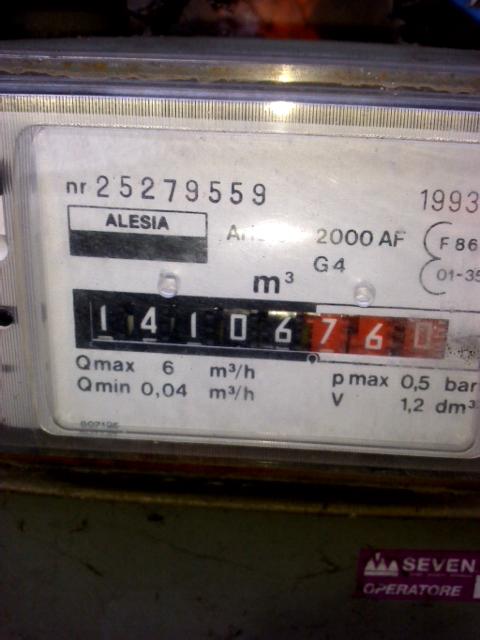 nr 25279559
1993
ALESIA
2000 AF
G4
F 86
01-35
m³
14106760
Qmax 6 m³/h
Qmin 0,04 m³/h
pmax 0,5 bar
V 1,2 dm³
SEVEN
OPERATORE